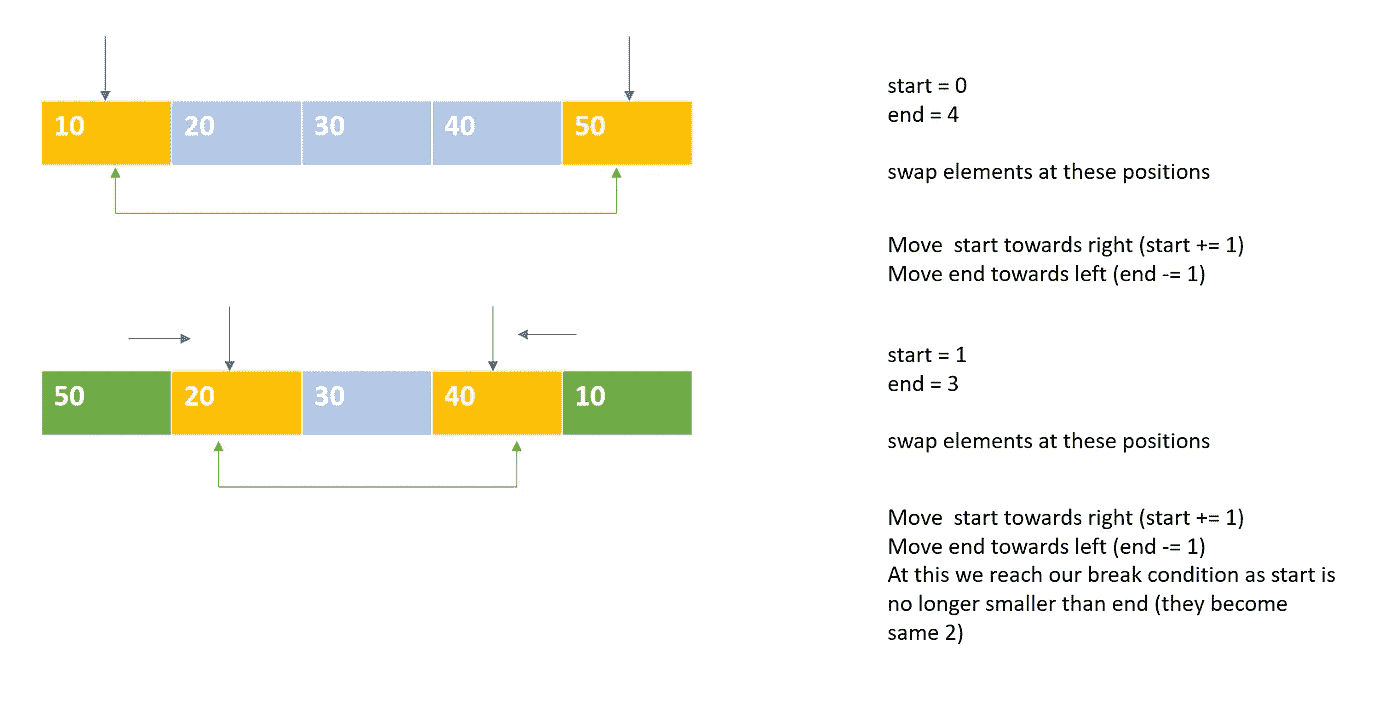 10 20 30 40 50
start = 0
end = 4
swap elements at these positions
Move start towards right (start += 1)
Move end towards left (end -= 1)
50 20 30 40 10
start = 1
end = 3
swap elements at these positions
Move start towards right (start += 1)
Move end towards left (end -= 1)
At this we reach our break condition as start is
no longer smaller than end (they become
same 2)